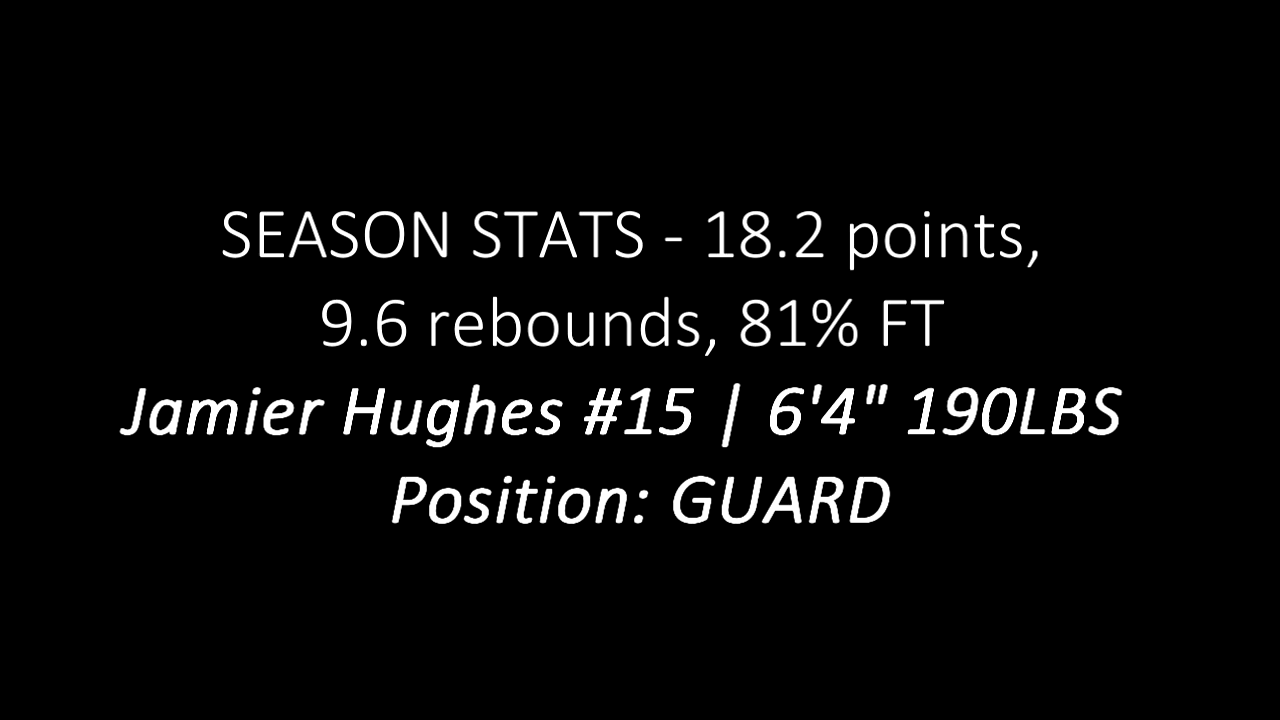 SEASON STATS - 18.2 points,
9.6 rebounds, 81% FT
Jamier Hughes #15 | 6'4" 190LBS
Position: GUARD